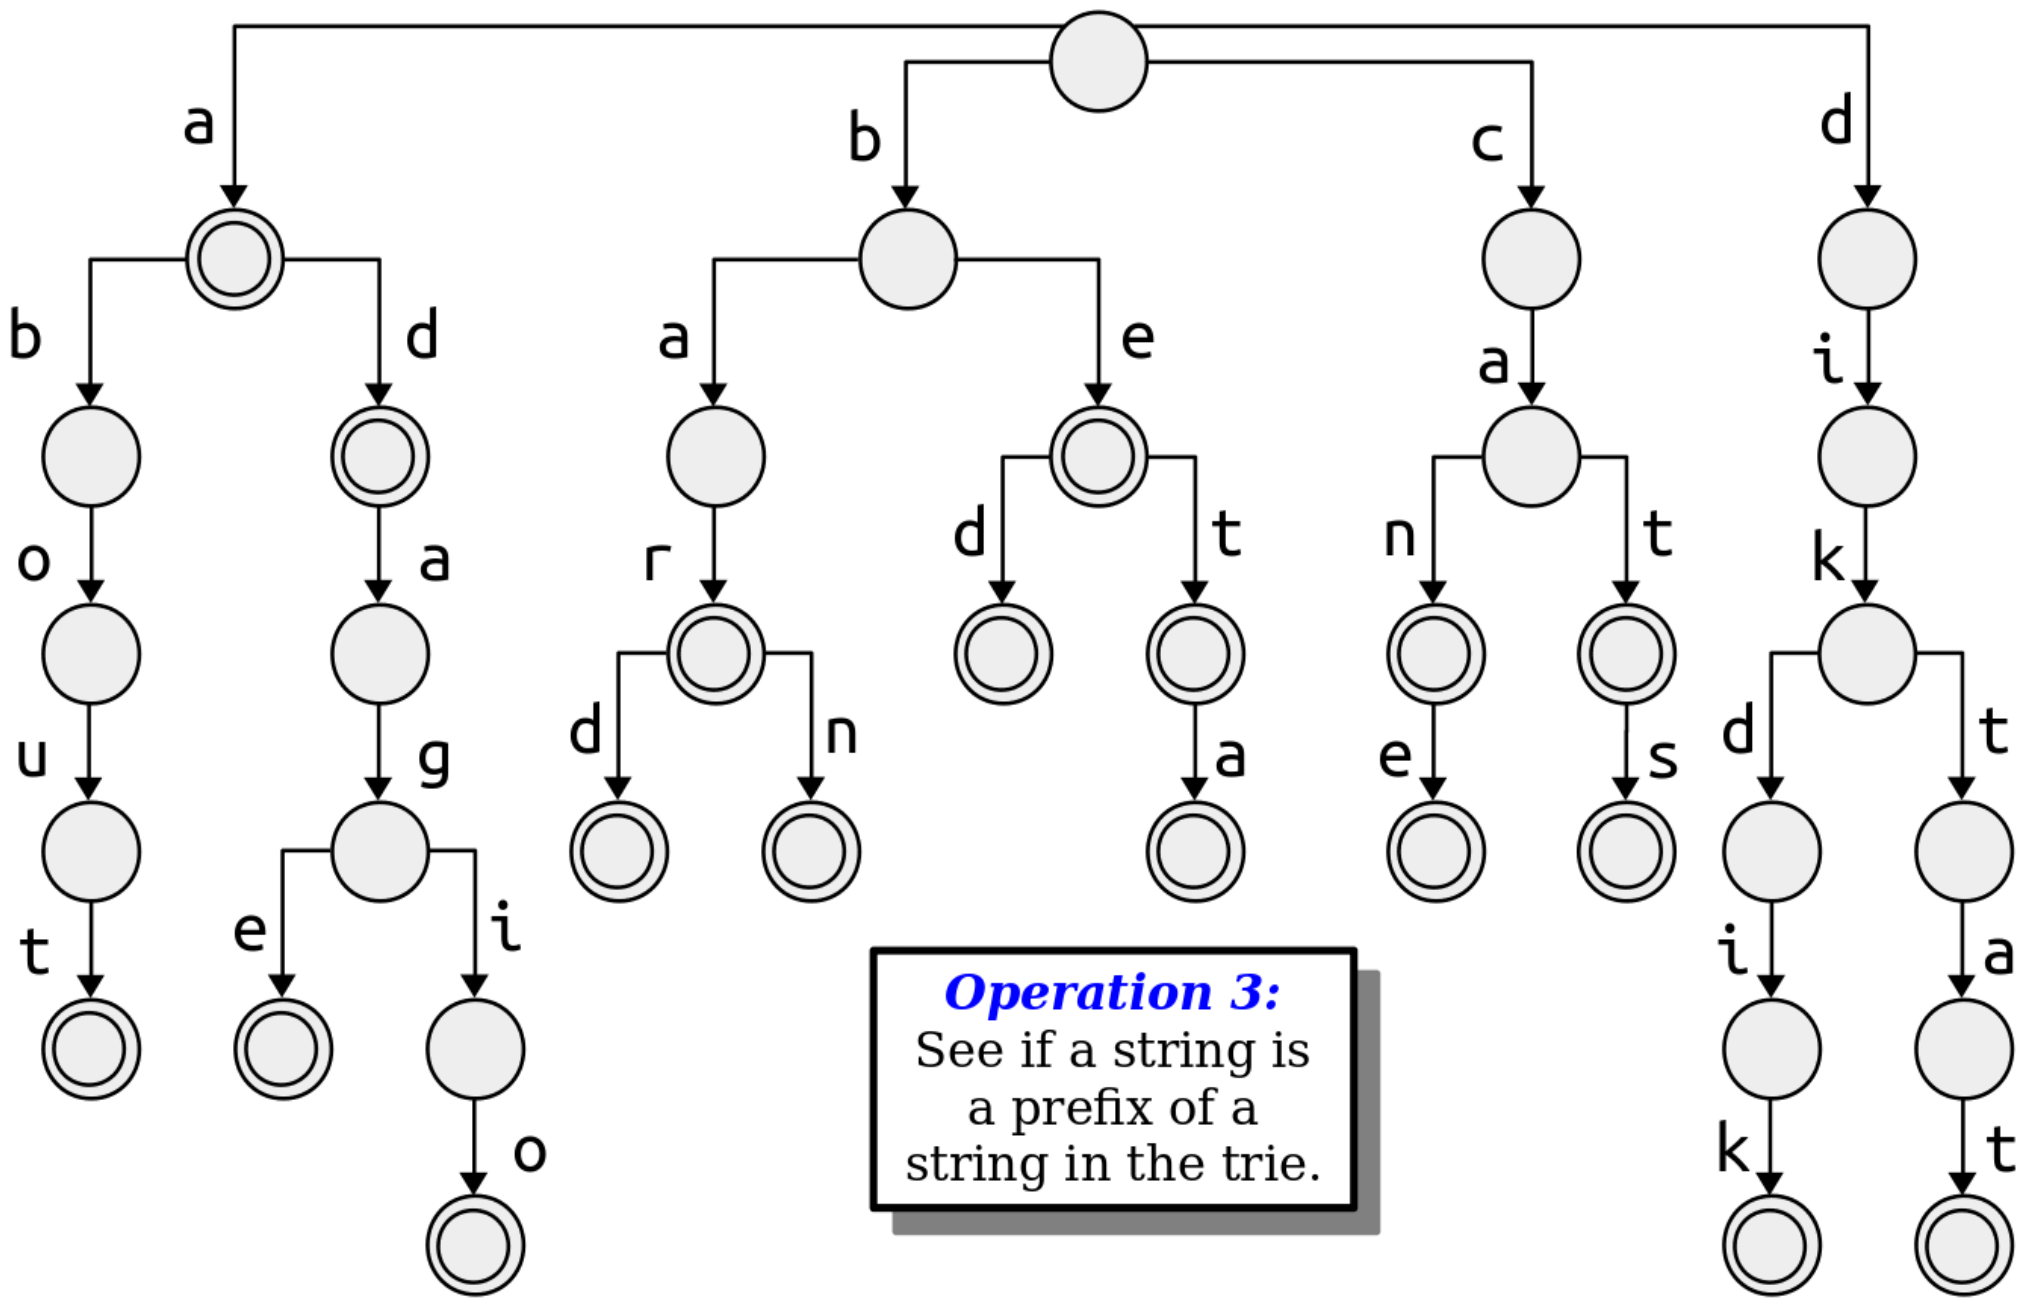 a
b
c
d
b
d
a
e
a
i
o
a
r
d
t
n
t
k
u
g
d
n
a
e
s
d
t
t
e
i
i
a
o
k
t
Operation 3:
See if a string is
a prefix of a
string in the trie.